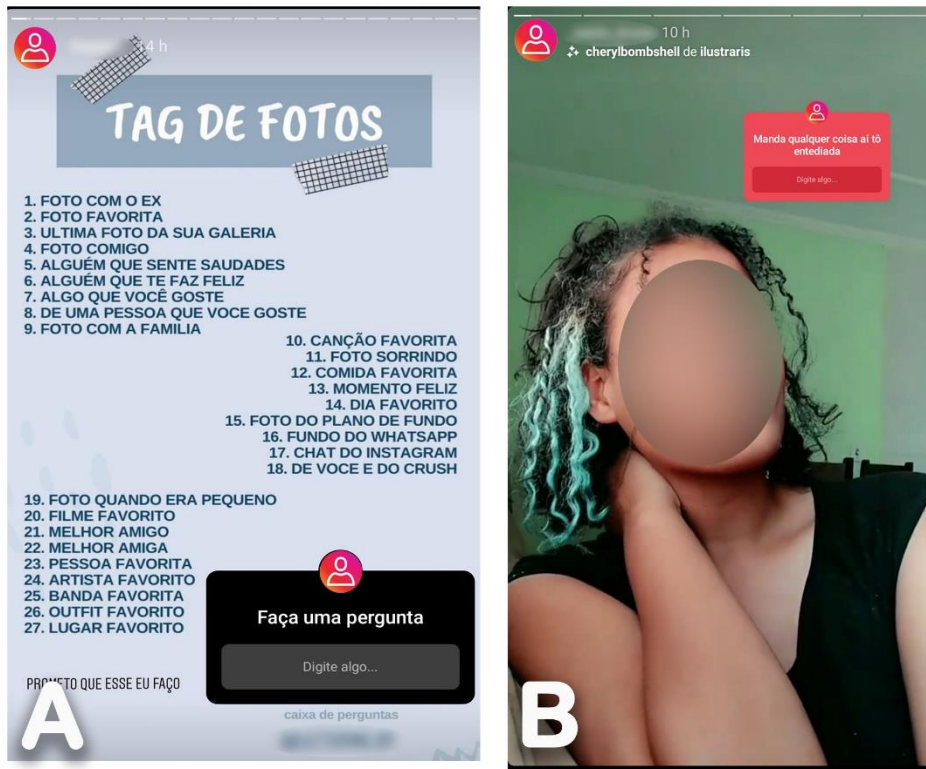 14 h
TAG DE FOTOS
1. FOTO COM O EX
2. FOTO FAVORITA
3. ULTIMA FOTO DA SUA GALERIA
4. FOTO COMIGO
5. ALGUÉM QUE SENTE SAUDADES
6. ALGUÉM QUE TE FAZ FELIZ
7. ALGO QUE VOCÊ GOSTE
8. DE UMA PESSOA QUE VOCE GOSTE
9. FOTO COM A FAMILIA
10. CANÇÃO FAVORITA
11. FOTO SORRINDO
12. COMIDA FAVORITA
13. MOMENTO FELIZ
14. DIA FAVORITO
15. FOTO DO PLANO DE FUNDO
16. FUNDO DO WHATSAPP
17. CHAT DO INSTAGRAM
18. DE VOCE E DO CRUSH
19. FOTO QUANDO ERA PEQUENO
20. FILME FAVORITO
21. MELHOR AMIGO
22. MELHOR AMIGA
23. PESSOA FAVORITA
24. ARTISTA FAVORITO
25. BANDA FAVORITA
26. OUTFIT FAVORITO
27. LUGAR FAVORITO
Faça uma pergunta
Digite algo...
PROMETO QUE ESSE EU FAÇO
caixa de perguntas
A
10 h
cherylbombshell de ilustraris
Manda qualquer coisa aí tô
entediada
Digite algo...
B